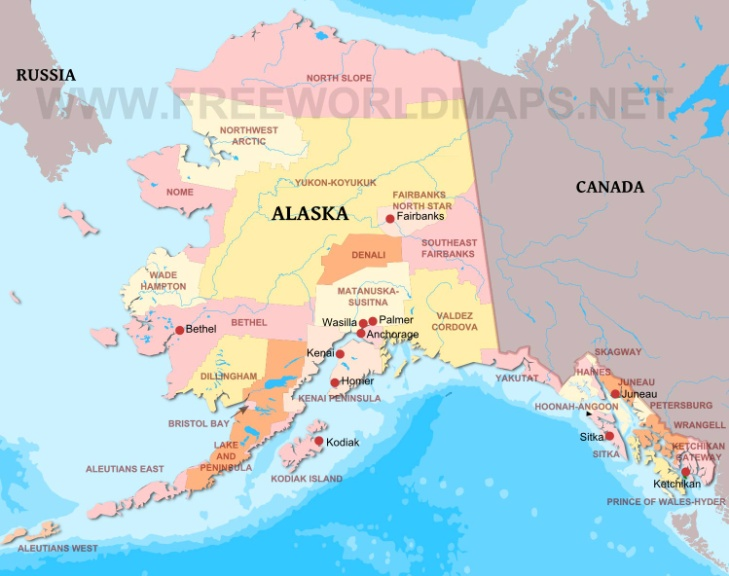 RUSSIA
NORTH SLOPE
WWW.FREEWORLDMAPS.NET
NORTHWEST
ARCTIC
YUKON-KOYUKUK
NOME
CANADA
FAIRBANKS
NORTH STAR
ALASKA
Fairbanks
SOUTHEAST
FAIRBANKS
DENALI
WADE
HAMPTON
MATANUSKA-
SUSITNA
VALDEZ
CORDOVA
BETHEL
Bethel
Wasilla
Palmer
Anchorage
Kenai
SKAGWAY
HAINES
YAKUTAT
DILLINGHAM
Homer
KENAI PENINSULA
JUNEAU
Juneau
HOONAH-ANGOON
PETERSBURG
BRISTOL BAY
WRANGELL
Sitka
SITKA
LAKE
AND
PENINSULA
Kodiak
KODIAK ISLAND
KETCHIKAN
GATEWAY
Ketchikan
ALEUTIANS EAST
PRINCE OF WALES-HYDER
ALEUTIANS WEST